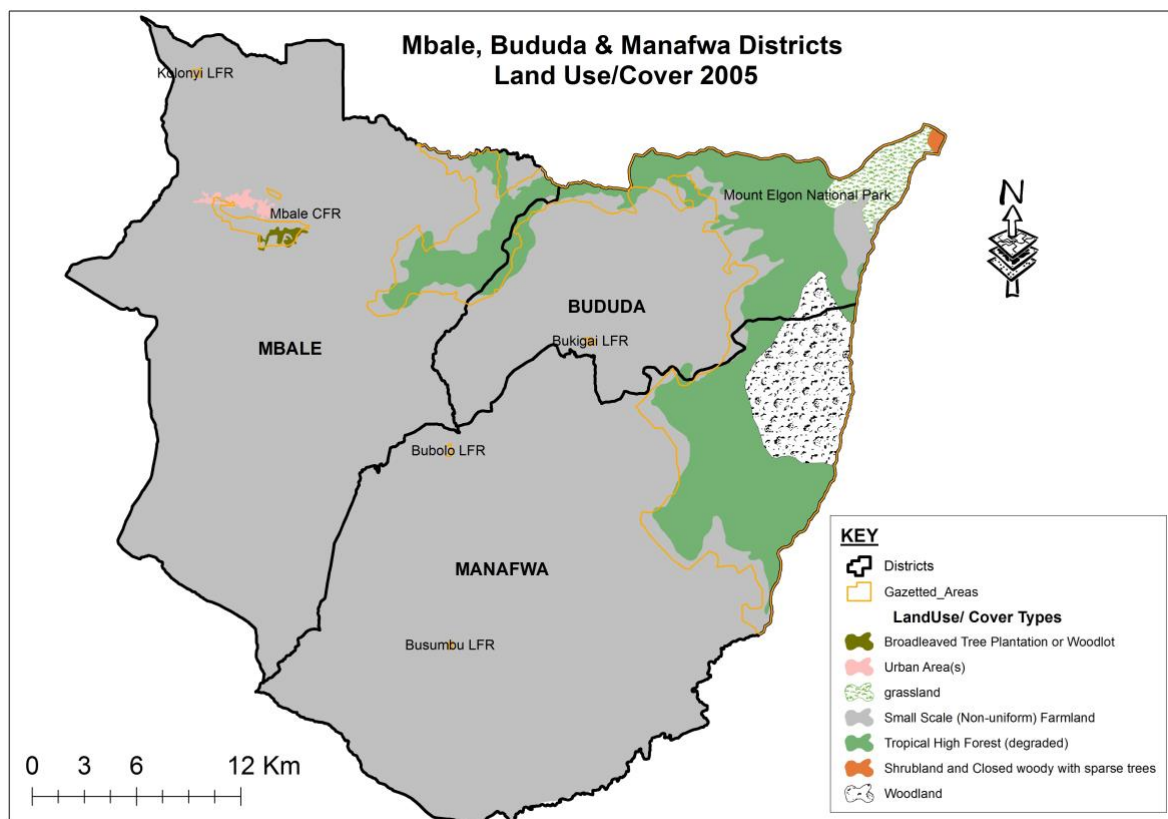 Mbale, Bududa & Manafwa Districts
Land Use/Cover 2005
Kolonyi LFR
Mbale CFR
Mount Elgon National Park
N
BUDUDA
Bukigai LFR
MBALE
Bubolo LFR
MANAFWA
Busumbu LFR
KEY
Districts
Gazetted_Areas
LandUse/ Cover Types
Broadleaved Tree Plantation or Woodlot
Urban Area(s)
grassland
Small Scale (Non-uniform) Farmland
Tropical High Forest (degraded)
Shrubland and Closed woody with sparse trees
Woodland
0 3 6 12 Km